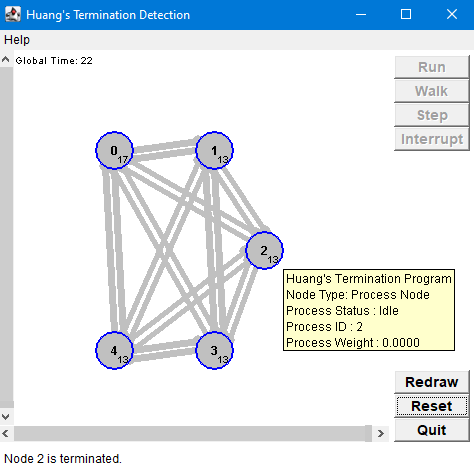 Huang's Termination Detection
Help
Global Time: 22
Run
Walk
Step
Interrupt
0
17
1
13
2
13
Huang's Termination Program
Node Type: Process Node
Process Status : Idle
Process ID : 2
Process Weight : 0.0000
4
13
3
13
Redraw
Reset
Quit
Node 2 is terminated.